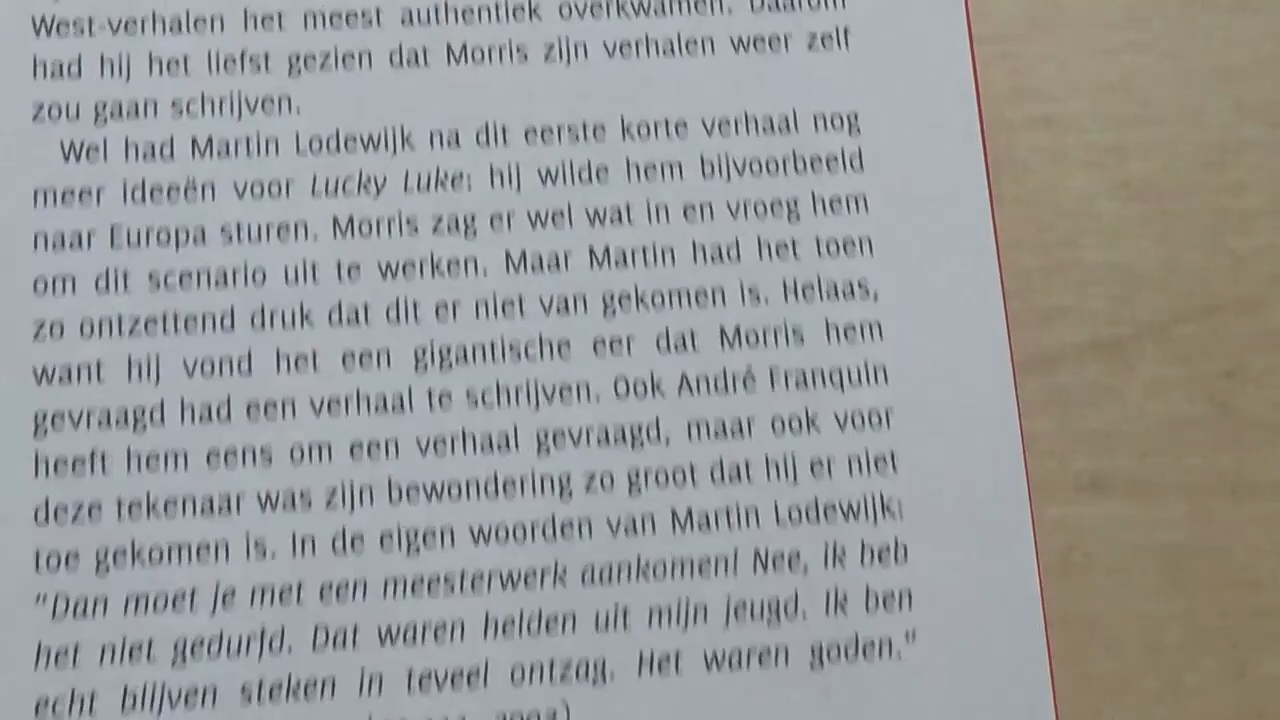 West-verhalen het meest authentiek overkwamen. Daarom
had hij het liefst gezien dat Morris zijn verhalen weer zelf
zou gaan schrijven.
Wel had Martin Lodewijk na dit eerste korte verhaal nog
meer ideeën voor Lucky Luke: hij wilde hem bijvoorbeeld
naar Europa sturen. Morris zag er wel wat in en vroeg hem
om dit scenario uit te werken. Maar Martin had het toen
zo ontzettend druk dat dit er niet van gekomen is. Helaas,
want hij vond het een gigantische eer dat Morris hem
gevraagd had een verhaal te schrijven. Ook André Franquin
heeft hem eens om een verhaal gevraagd, maar ook voor
deze tekenaar was zijn bewondering zo groot dat hij er niet
toe gekomen is. In de eigen woorden van Martin Lodewijk:
"Dan moet je met een meesterwerk aankomen! Nee, ik heb
het niet gedurfd. Dat waren helden uit mijn jeugd. Ik ben
echt blijven steken in teveel ontzag. Het waren goden."